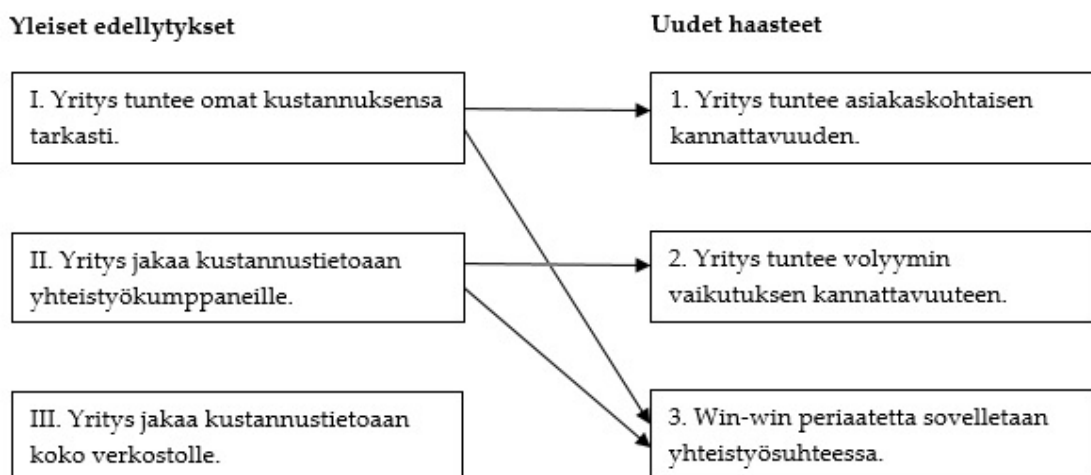 Yleiset edellytykset
I. Yritys tuntee omat kustannuksensa
tarkasti.
II. Yritys jakaa kustannustietoaan
yhteistyökumppaneille.
III. Yritys jakaa kustannustietoaan
koko verkostolle.
Uudet haasteet
1. Yritys tuntee asiakaskohtaisen
kannattavuuden.
2. Yritys tuntee volyymin
vaikutuksen kannattavuuteen.
3. Win-win periaatetta sovelletaan
yhteistyösuhteessa.